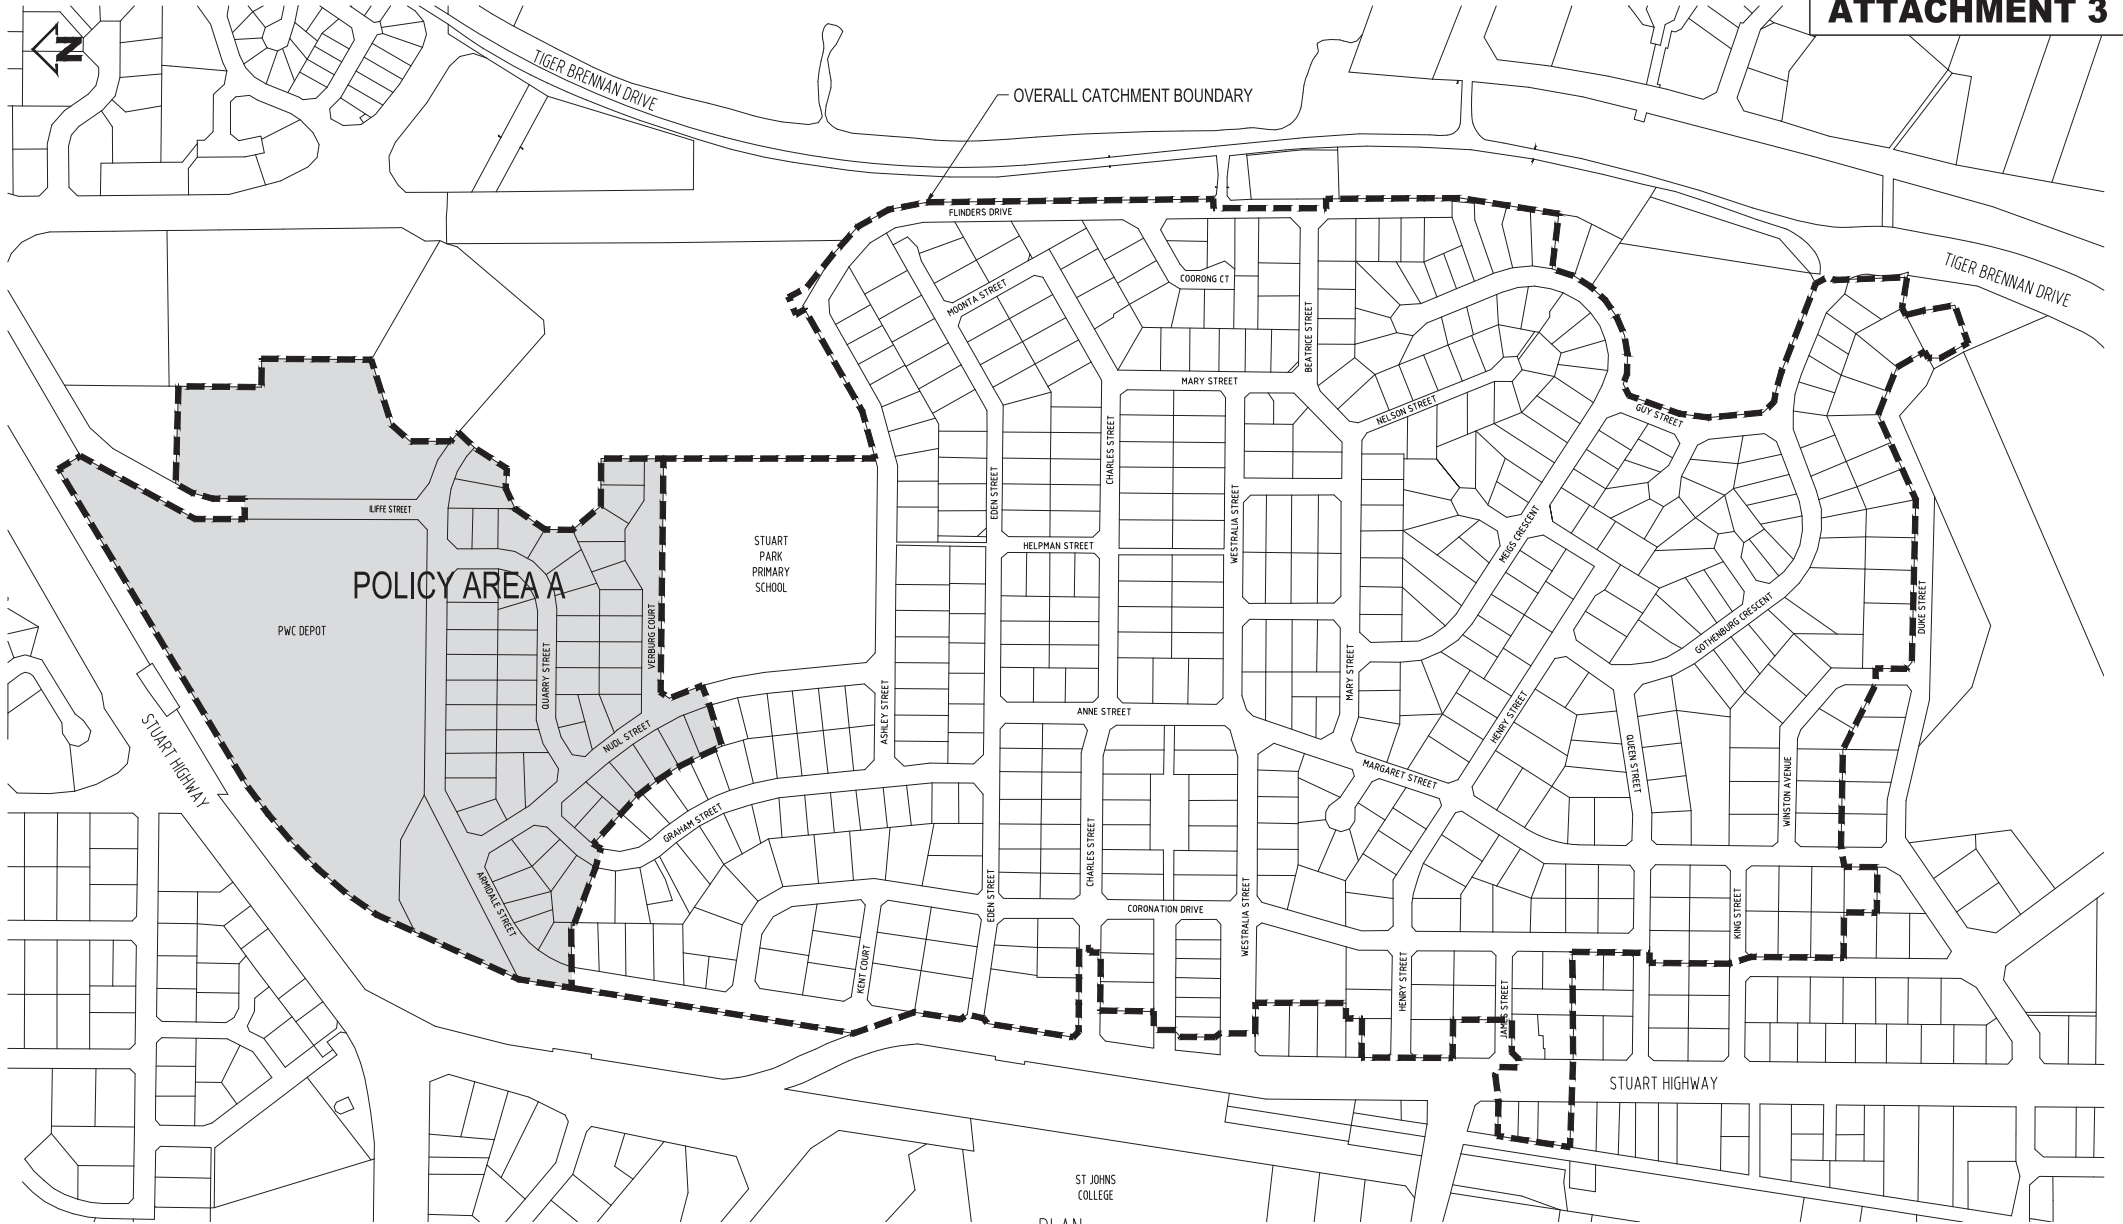 ATTACHMENT 3
N
TIGER BRENNAN DRIVE
OVERALL CATCHMENT BOUNDARY
FLINDERS DRIVE
COORONG CT
MOONTA STREET
TIGER BRENNAN DRIVE
BEATRICE STREET
MARY STREET
NELSON STREET
GUY STREET
CHARLES STREET
EDEN STREET
WESTRALIA STREET
ILIFFE STREET
MEIGS CRESCENT
HELPMAN STREET
STUART
PARK
PRIMARY
SCHOOL
POLICY AREA A
PWC DEPOT
VERBURG COURT
QUARRY STREET
DUKE STREET
GOTHENBURG CRESCENT
MARY STREET
ASHLEY STREET
ANNE STREET
HENRY STREET
NUDL STREET
STUART HIGHWAY
QUEEN STREET
MARGARET STREET
WINSTON AVENUE
GRAHAM STREET
CHARLES STREET
ARMIDALE STREET
EDEN STREET
CORONATION DRIVE
WESTRALIA STREET
KING STREET
KENT COURT
HENRY STREET
JAMES STREET
STUART HIGHWAY
ST JOHNS
COLLEGE
PLAN